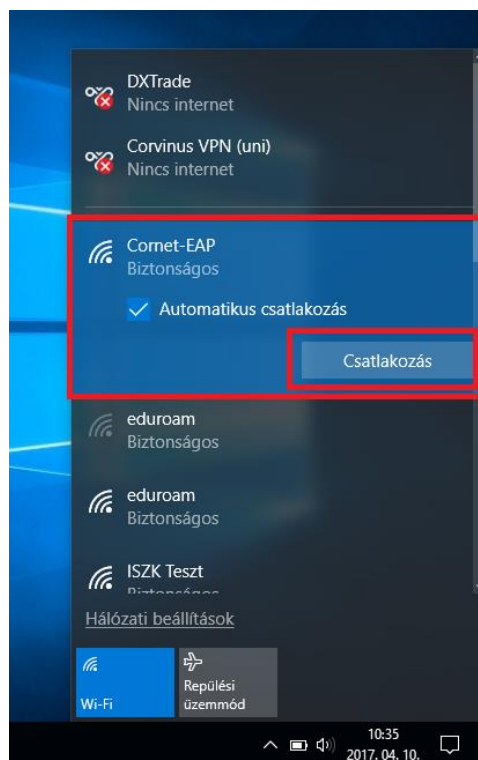 DXTrade
Nincs internet
Corvinus VPN (uni)
Nincs internet
Cornet-EAP
Biztonságos
Automatikus csatlakozás
Csatlakozás
eduroam
Biztonságos
eduroam
Biztonságos
ISZK Teszt
Biztonságos
Hálózati beállítások
Wi-Fi
Repülési
üzemmód
10:35
2017. 04. 10.